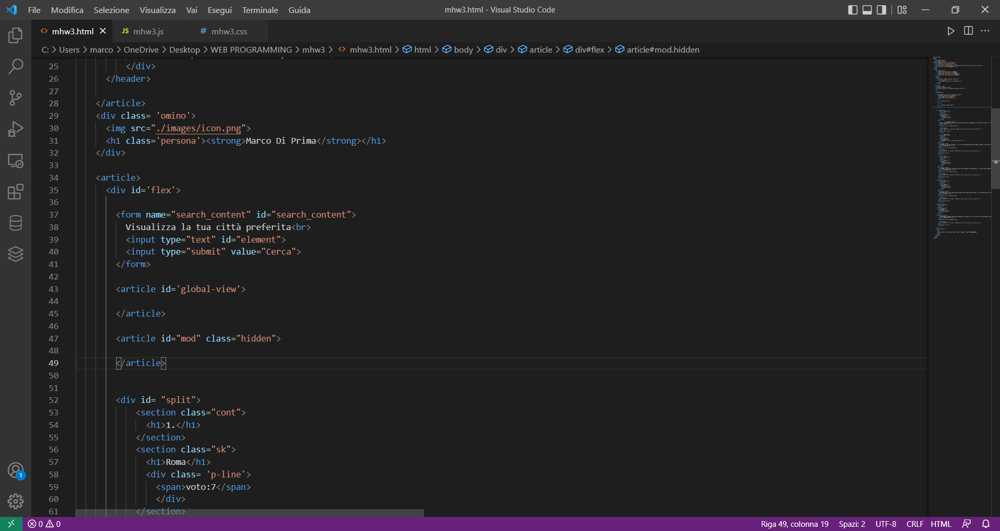 File Modifica Selezione Visualizza Vai Esegui Terminale Guida mhw3.html - Visual Studio Code
<> mhw3.html × JS mhw3.js # mhw3.css
C: > Users > marco > OneDrive > Desktop > WEB PROGRAMMING > mhw3 > <> mhw3.html > html > body > div > article > div#flex > article#mod.hidden
25 </div>
26 </header>
27
28 </article>
29 <div class= 'omino'>
30 <img src="./images/icon.png">
31 <h1 class='persona'><strong>Marco Di Prima</strong></h1>
32 </div>
33
34 <article>
35 <div id='flex'>
36
37 <form name="search_content" id="search_content">
38 Visualizza la tua città preferita<br>
39 <input type="text" id="element">
40 <input type="submit" value="Cerca">
41 </form>
42
43 <article id='global-view'>
44
45 </article>
46
47 <article id="mod" class="hidden">
48
49 </article>
50
51
52 <div id= "split">
53 <section class="cont">
54 <h1>1.</h1>
55 </section>
56 <section class="sk">
57 <h1>Roma</h1>
58 <div class= 'p-line'>
59 <span>voto:7</span>
60 </div>
61 </section>
1
0 0 Riga 49, colonna 19 Spazi: 2 UTF-8 CRLF HTML